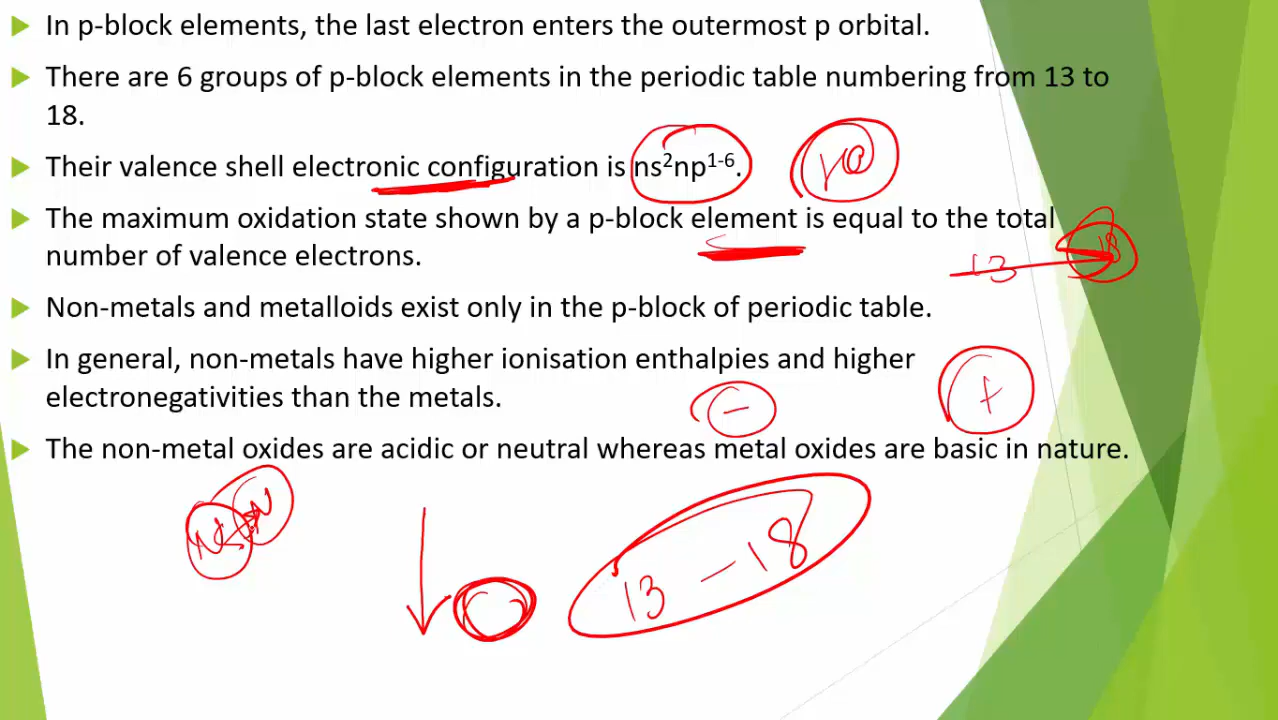 In p-block elements, the last electron enters the outermost p orbital.
There are 6 groups of p-block elements in the periodic table numbering from 13 to
18.
Their valence shell electronic configuration is ns²np¹⁻⁶.
The maximum oxidation state shown by a p-block element is equal to the total
number of valence electrons.
13 18
Non-metals and metalloids exist only in the p-block of periodic table.
In general, non-metals have higher ionisation enthalpies and higher
electronegativities than the metals.
+
−
The non-metal oxides are acidic or neutral whereas metal oxides are basic in nature.
13 – 18